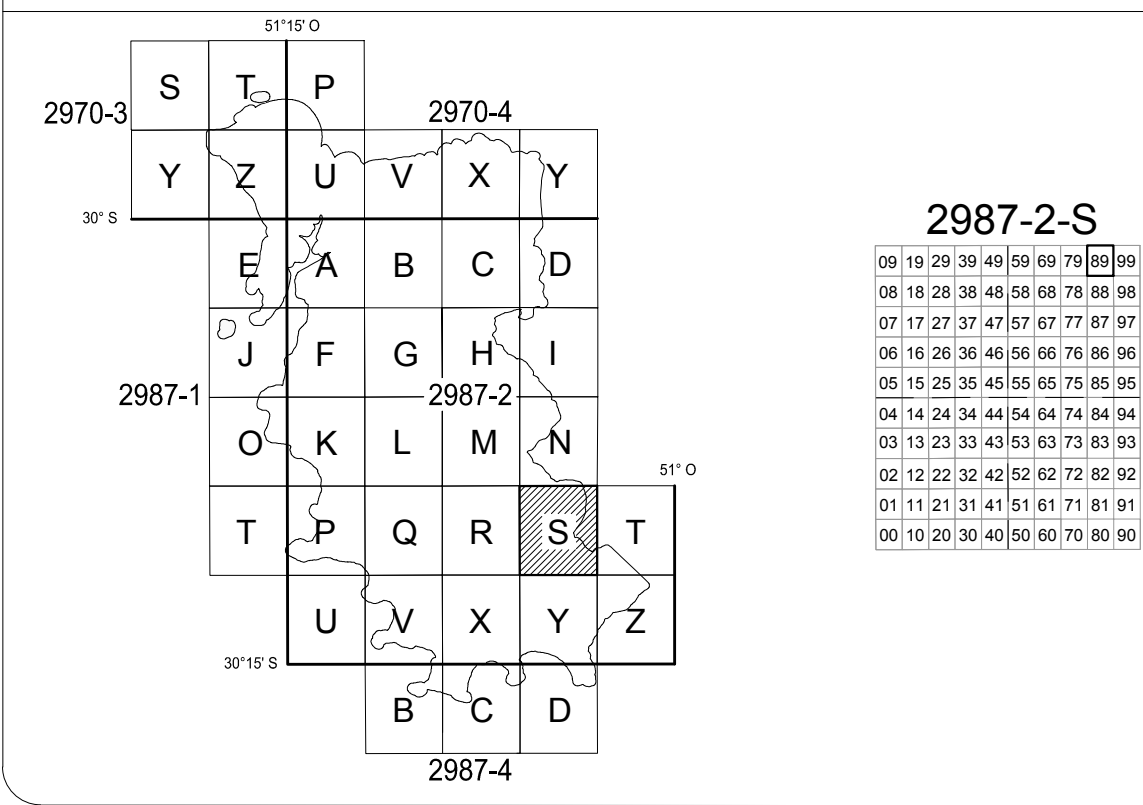 51°15' O
S T P
2970-3 2970-4
Y Z U V X Y
30° S
E A B C D
J F G H I
2987-1 2987-2
O K L M N
51° O
T P Q R S T
U V X Y Z
30°15' S
B C D
2987-4
2987-2-S
09 19 29 39 49 59 69 79 89 99
08 18 28 38 48 58 68 78 88 98
07 17 27 37 47 57 67 77 87 97
06 16 26 36 46 56 66 76 86 96
05 15 25 35 45 55 65 75 85 95
04 14 24 34 44 54 64 74 84 94
03 13 23 33 43 53 63 73 83 93
02 12 22 32 42 52 62 72 82 92
01 11 21 31 41 51 61 71 81 91
00 10 20 30 40 50 60 70 80 90